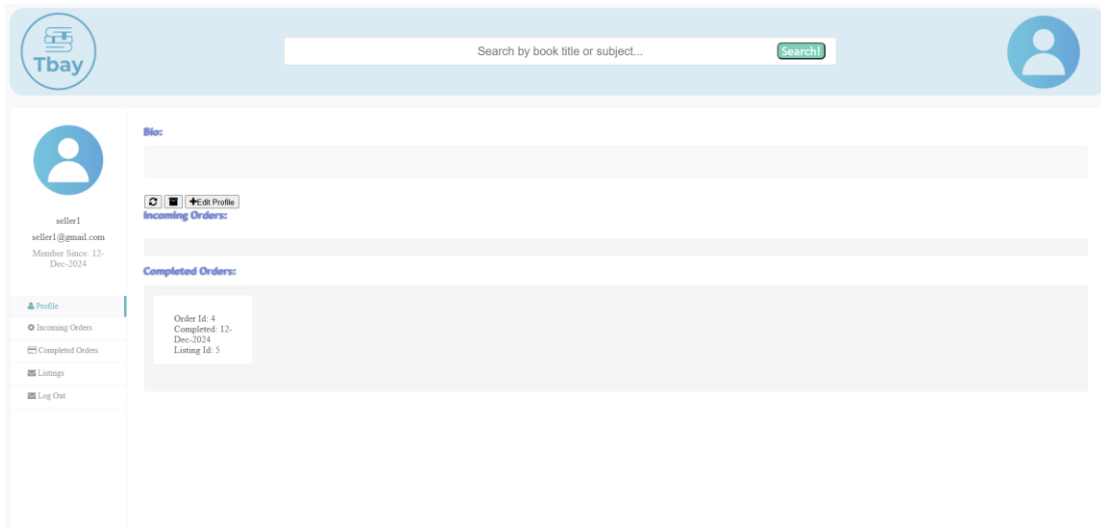 Tbay
Search by book title or subject...
Search!
seller1
seller1@gmail.com
Member Since: 12-
Dec-2024
Profile
Incoming Orders
Completed Orders
Listings
Log Out
Bio:
Edit Profile
Incoming Orders:
Completed Orders:
Order Id: 4
Completed: 12-
Dec-2024
Listing Id: 5